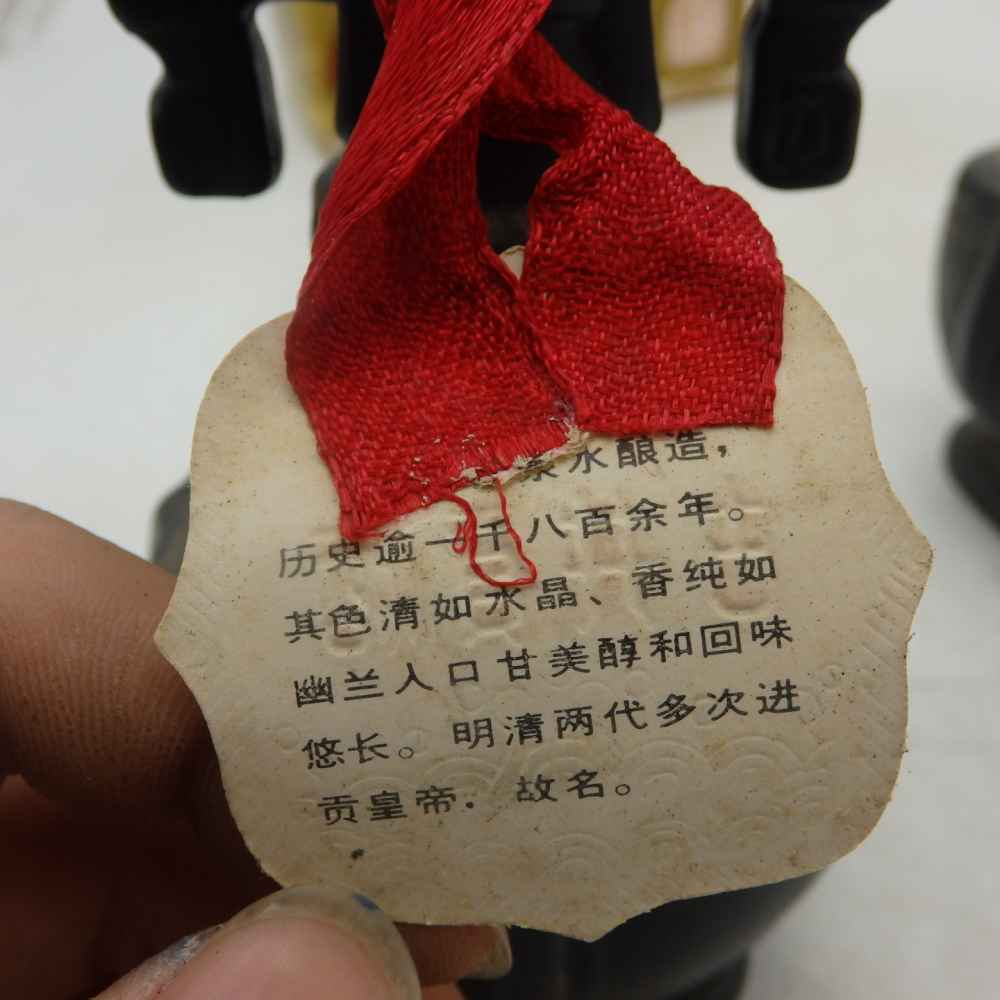 泉水酿造，
历史逾一千八百余年。
其色清如水晶、香纯如
幽兰人口甘美醇和回味
悠长。明清两代多次进
贡皇帝．故名。